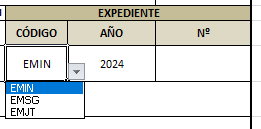 EXPEDIENTE
CÓDIGO AÑO Nº
EMIN 2024
EMIN
EMSG
EMJT